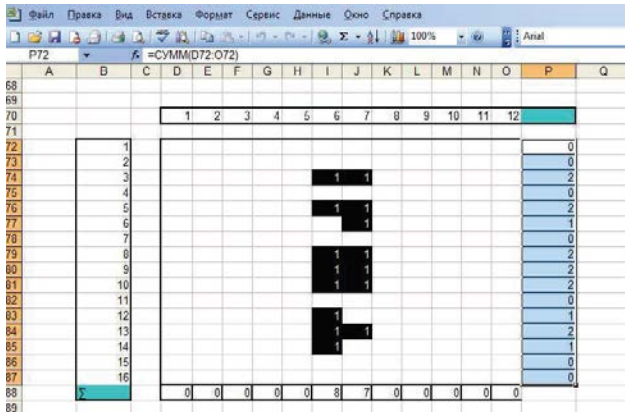 Файл Правка Вид Вставка Формат Сервис Данные Окно Справка
Σ 100% Arial
P72 fx =СУММ(D72:O72)
A B C D E F G H I J K L M N O P Q
68
69
70 1 2 3 4 5 6 7 8 9 10 11 12
71
72 1 0
73 2 0
74 3 1 1 2
75 4 0
76 5 1 1 2
77 6 1 1
78 7 0
79 8 1 1 2
80 9 1 1 2
81 10 1 1 2
82 11 0
83 12 1 1
84 13 1 1 2
85 14 1 1
86 15 0
87 16 0
88 Σ 0 0 0 0 0 8 7 0 0 0 0 0
89